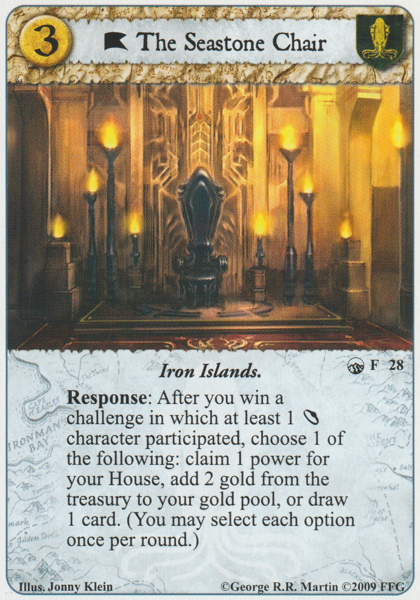 3
The Seastone Chair
Iron Islands.
F 28
Response: After you win a
challenge in which at least 1
character participated, choose 1 of
the following: claim 1 power for
your House, add 2 gold from the
treasury to your gold pool, or draw
1 card. (You may select each option
once per round.)
IRONMAN'S
BAY
Illus. Jonny Klein
©George R.R. Martin ©2009 FFG